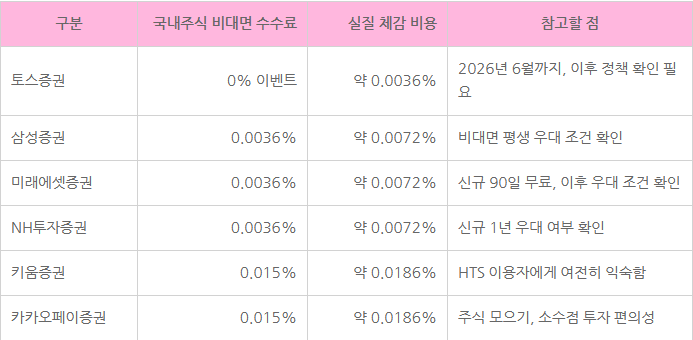 구분 국내주식 비대면 수수료 실질 체감 비용 참고할 점
토스증권 0% 이벤트 약 0.0036% 2026년 6월까지, 이후 정책 확인 필
요
삼성증권 0.0036% 약 0.0072% 비대면 평생 우대 조건 확인
미래에셋증권 0.0036% 약 0.0072% 신규 90일 무료, 이후 우대 조건 확인
NH투자증권 0.0036% 약 0.0072% 신규 1년 우대 여부 확인
키움증권 0.015% 약 0.0186% HTS 이용자에게 여전히 익숙함
카카오페이증권 0.015% 약 0.0186% 주식 모으기, 소수점 투자 편의성